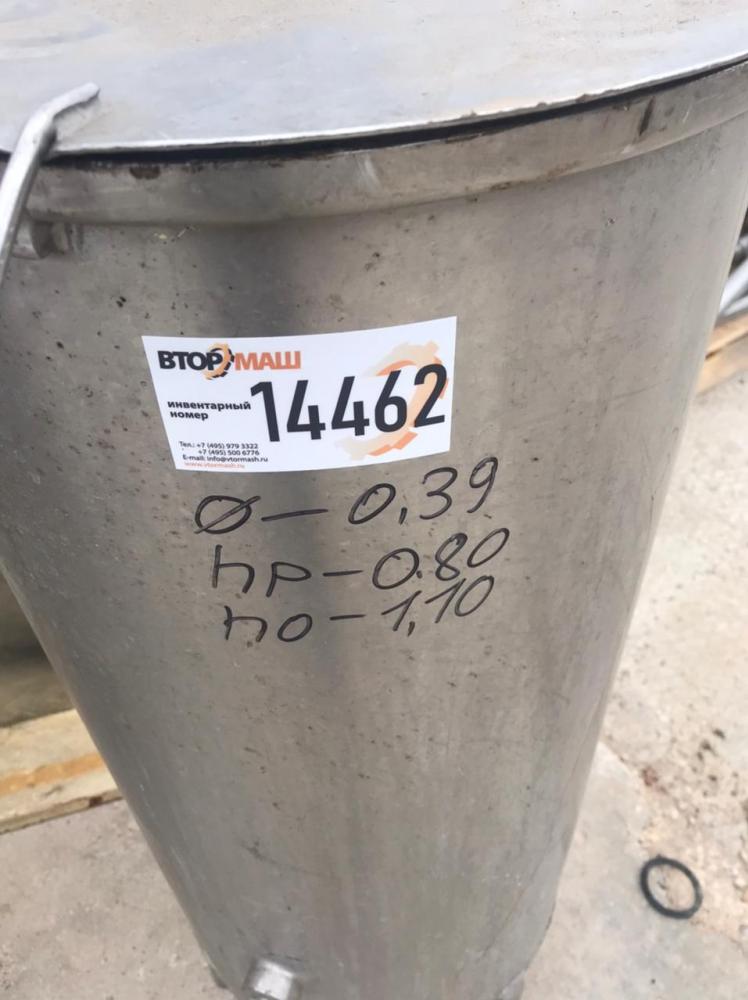 ВТОРМАШ
инвентарный
номер
14462
Тел.: +7 (495) 979 3322
+7 (495) 500 6776
E-mail: info@vtormash.ru
www.vtormash.ru
Ø – 0,39
hp – 0.80
ho – 1,10